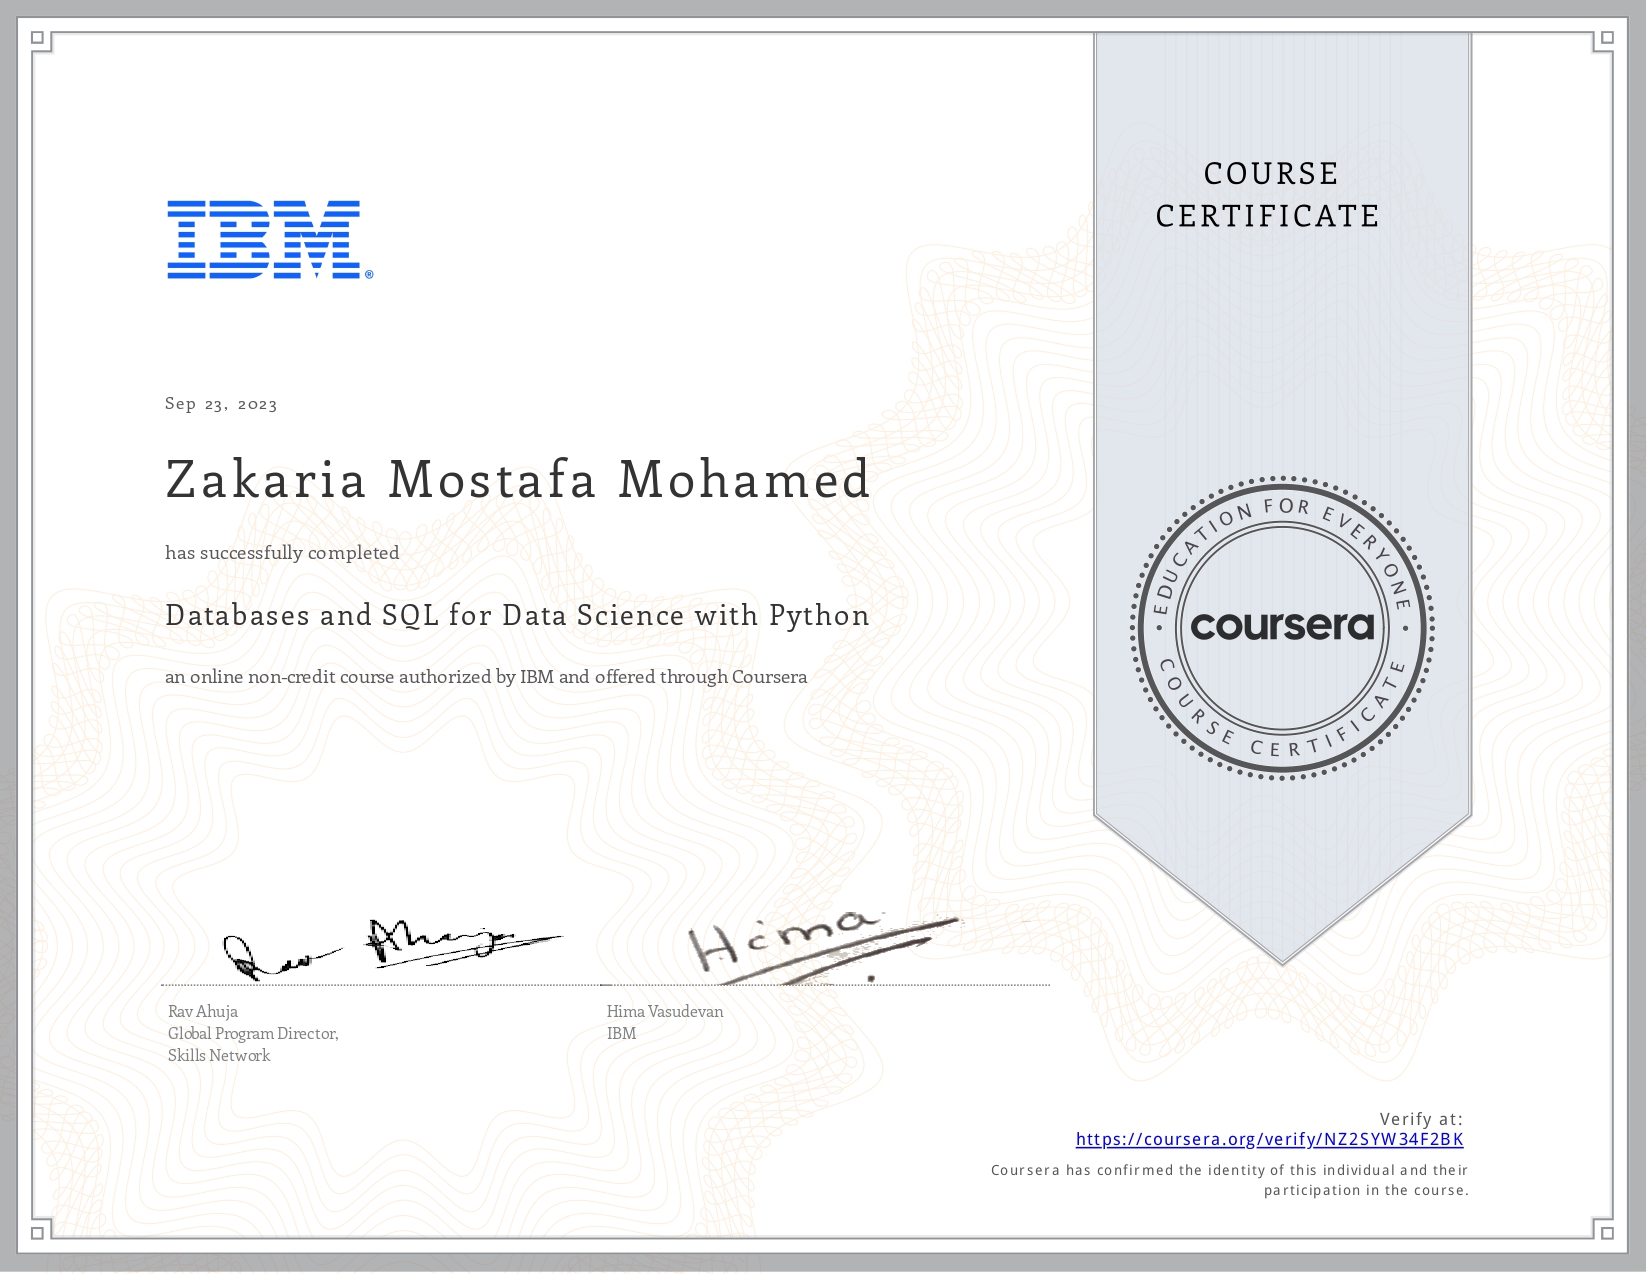 IBM®
COURSE
CERTIFICATE
Sep 23, 2023
Zakaria Mostafa Mohamed
has successfully completed
Databases and SQL for Data Science with Python
an online non-credit course authorized by IBM and offered through Coursera
EDUCATION FOR EVERYONE
coursera
COURSE CERTIFICATE
Hima
Rav Ahuja
Global Program Director,
Skills Network
Hima Vasudevan
IBM
Verify at:
https://coursera.org/verify/NZ2SYW34F2BK
Coursera has confirmed the identity of this individual and their
participation in the course.